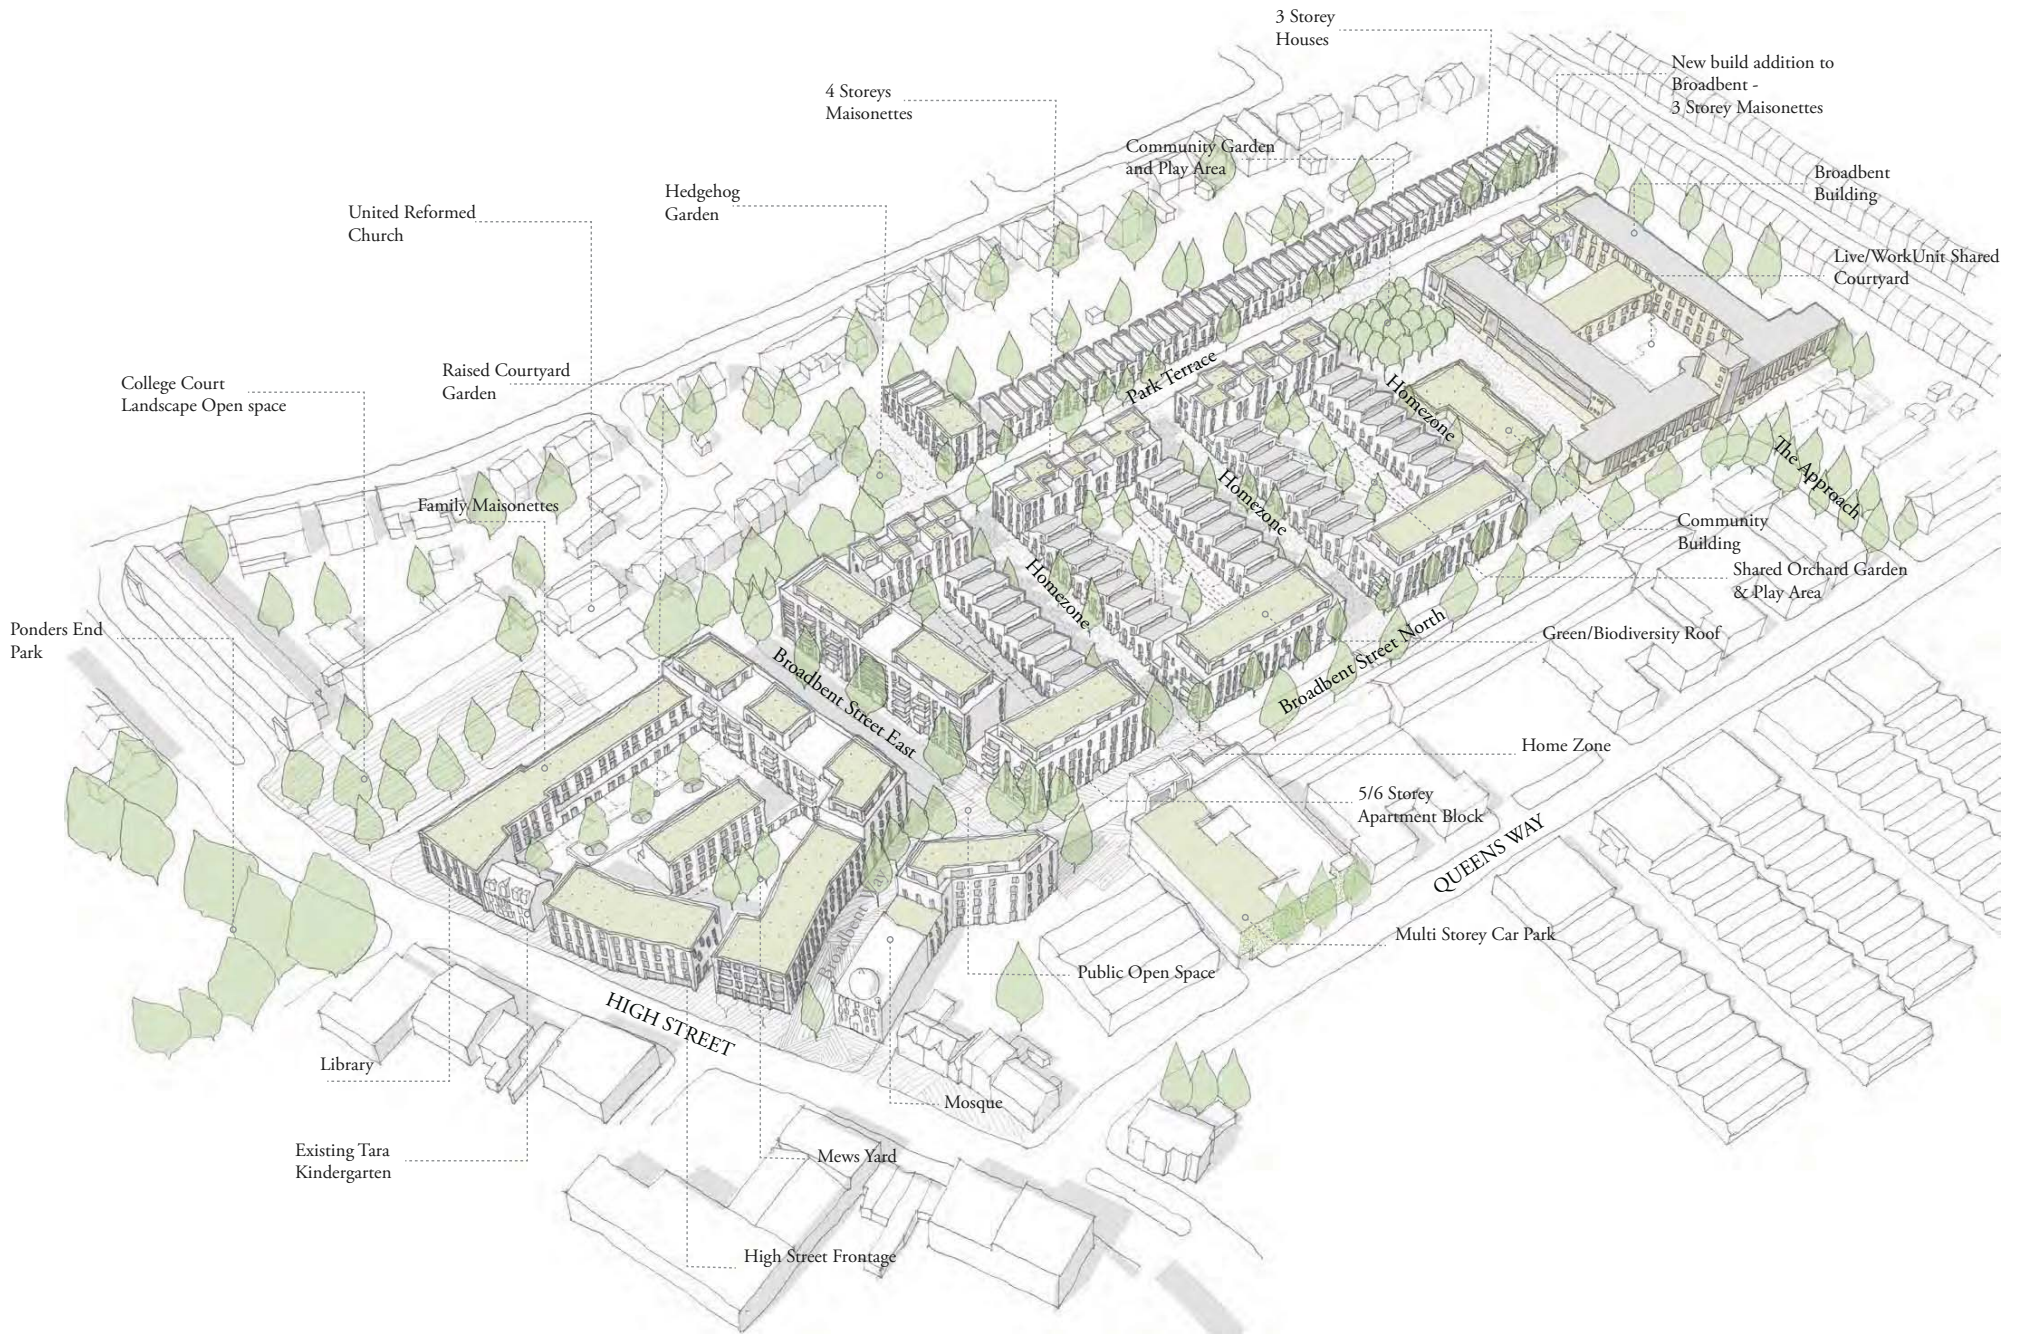 3 Storey
Houses
New build addition to
Broadbent -
3 Storey Maisonettes
4 Storeys
Maisonettes
Community Garden
and Play Area
Broadbent
Building
Hedgehog
Garden
United Reformed
Church
Live/WorkUnit Shared
Courtyard
Raised Courtyard
Garden
College Court
Landscape Open space
Park Terrace
Homezone
The Approach
Homezone
Family Maisonettes
Community
Building
Homezone
Shared Orchard Garden
& Play Area
Ponders End
Park
Green/Biodiversity Roof
Broadbent Street North
Broadbent Street East
Home Zone
5/6 Storey
Apartment Block
QUEENS WAY
Multi Storey Car Park
Broadbent
Public Open Space
HIGH STREET
Library
Mosque
Existing Tara
Kindergarten
Mews Yard
High Street Frontage